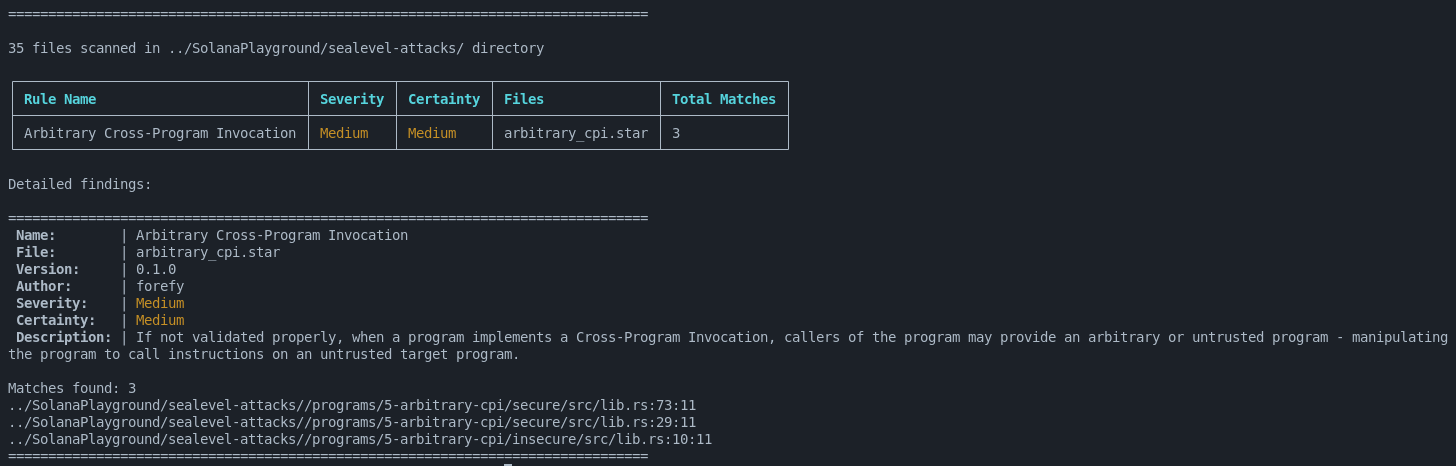 ================================================================================
35 files scanned in ../SolanaPlayground/sealevel-attacks/ directory
Rule Name Severity Certainty Files Total Matches
Arbitrary Cross-Program Invocation Medium Medium arbitrary_cpi.star 3
Detailed findings:
================================================================================
Name: | Arbitrary Cross-Program Invocation
File: | arbitrary_cpi.star
Version: | 0.1.0
Author: | forefy
Severity: | Medium
Certainty: | Medium
Description: | If not validated properly, when a program implements a Cross-Program Invocation, callers of the program may provide an arbitrary or untrusted program - manipulating
the program to call instructions on an untrusted target program.
Matches found: 3
../SolanaPlayground/sealevel-attacks//programs/5-arbitrary-cpi/secure/src/lib.rs:73:11
../SolanaPlayground/sealevel-attacks//programs/5-arbitrary-cpi/secure/src/lib.rs:29:11
../SolanaPlayground/sealevel-attacks//programs/5-arbitrary-cpi/insecure/src/lib.rs:10:11
================================================================================